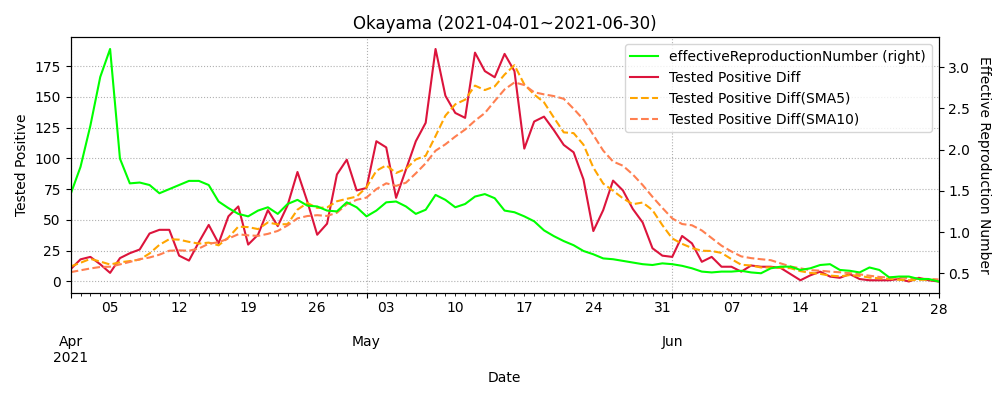 Okayama (2021-04-01~2021-06-30)
effectiveReproductionNumber (right)
Tested Positive Diff
Tested Positive Diff(SMA5)
Tested Positive Diff(SMA10)
Tested Positive
175
150
125
100
75
50
25
0
Effective Reproduction Number
3.0
2.5
2.0
1.5
1.0
0.5
05 12 19 26 03 10 17 24 31 07 14 21 28
Apr May Jun
2021
Date